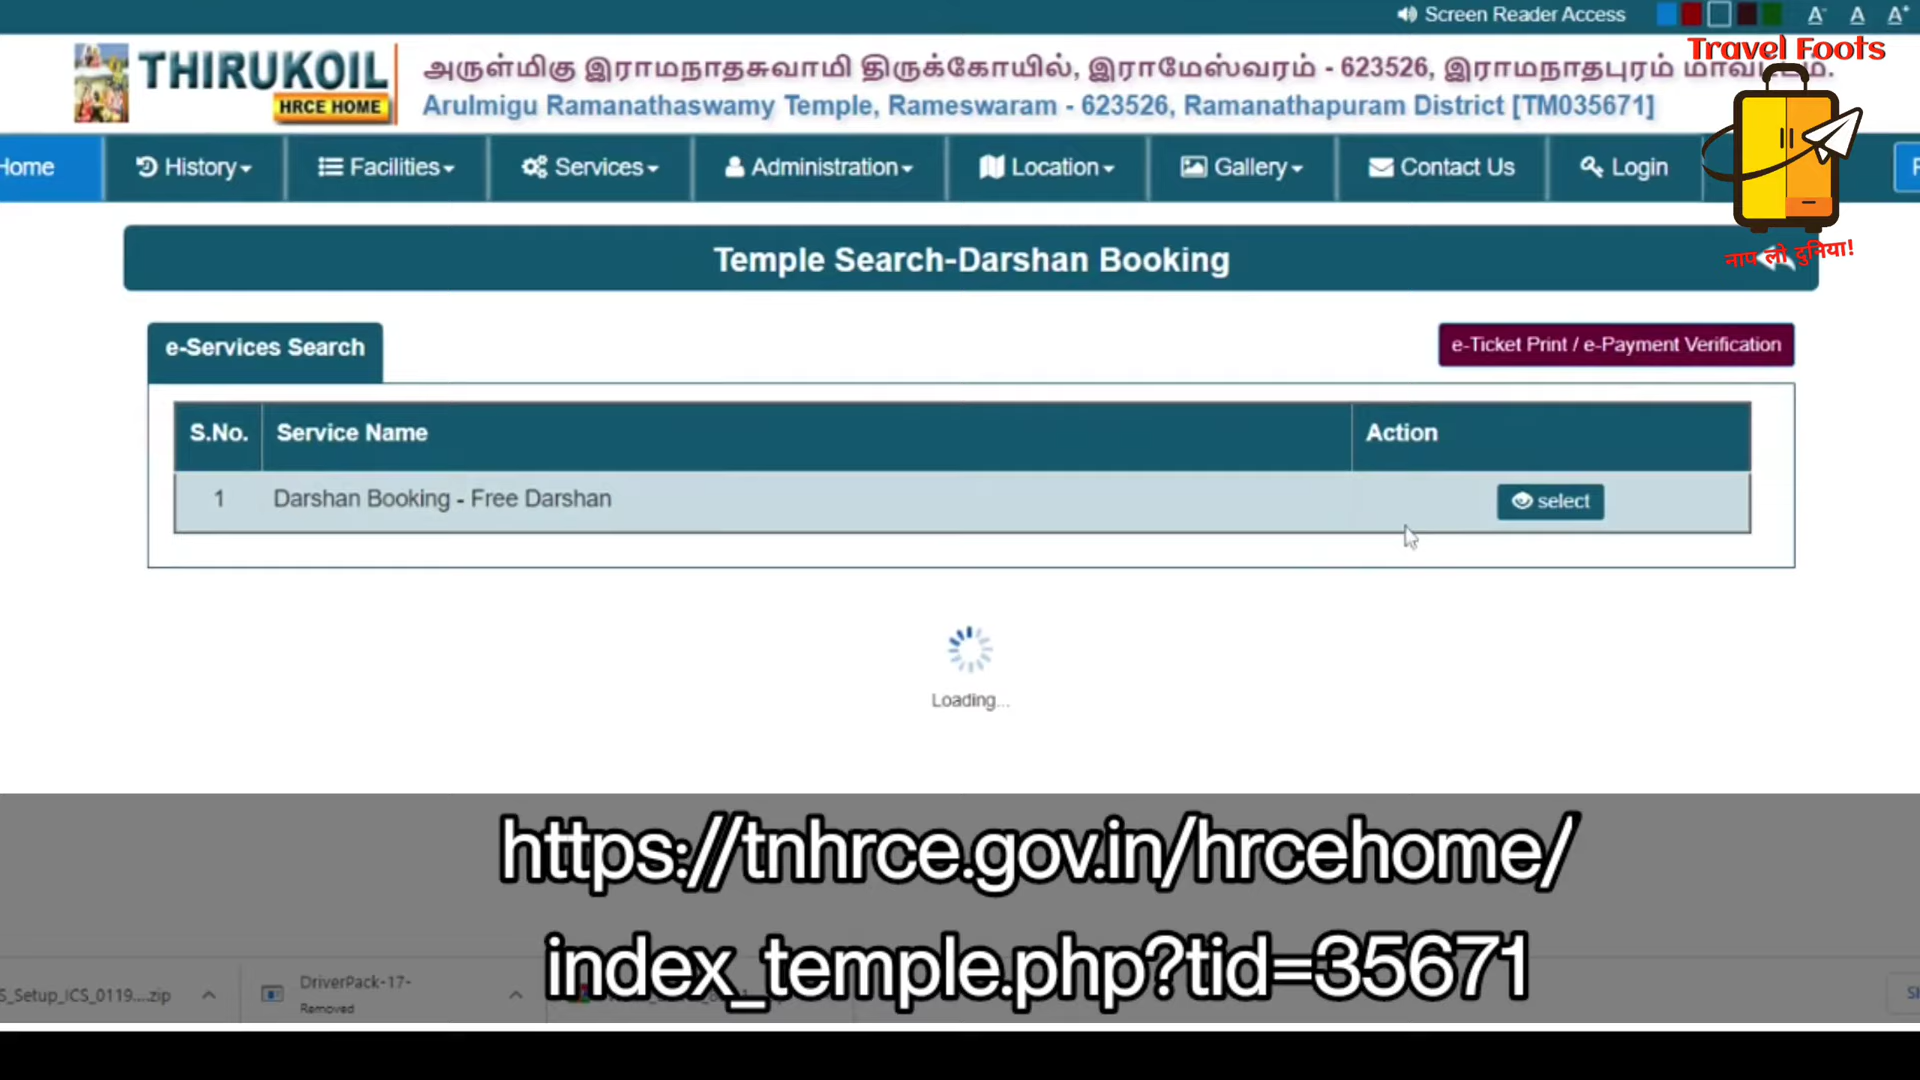 Screen Reader Access A- A A+
Travel Foots
THIRUKOIL
HRCE HOME
அருள்மிகு இராமநாதசுவாமி திருக்கோயில், இராமேஸ்வரம் - 623526, இராமநாதபுரம்
Arulmigu Ramanathaswamy Temple, Rameswaram - 623526, Ramanathapuram District [TM035671]
Home History Facilities Services Administration Location Gallery Contact Us Login
नाप लो दुनिया!
Temple Search-Darshan Booking
e-Services Search
e-Ticket Print / e-Payment Verification
S.No. Service Name Action
1 Darshan Booking - Free Darshan select
Loading...
https://tnhrce.gov.in/hrcehome/
index_temple.php?tid=35671
S_Setup_ICS_0119....zip
DriverPack-17-
Removed